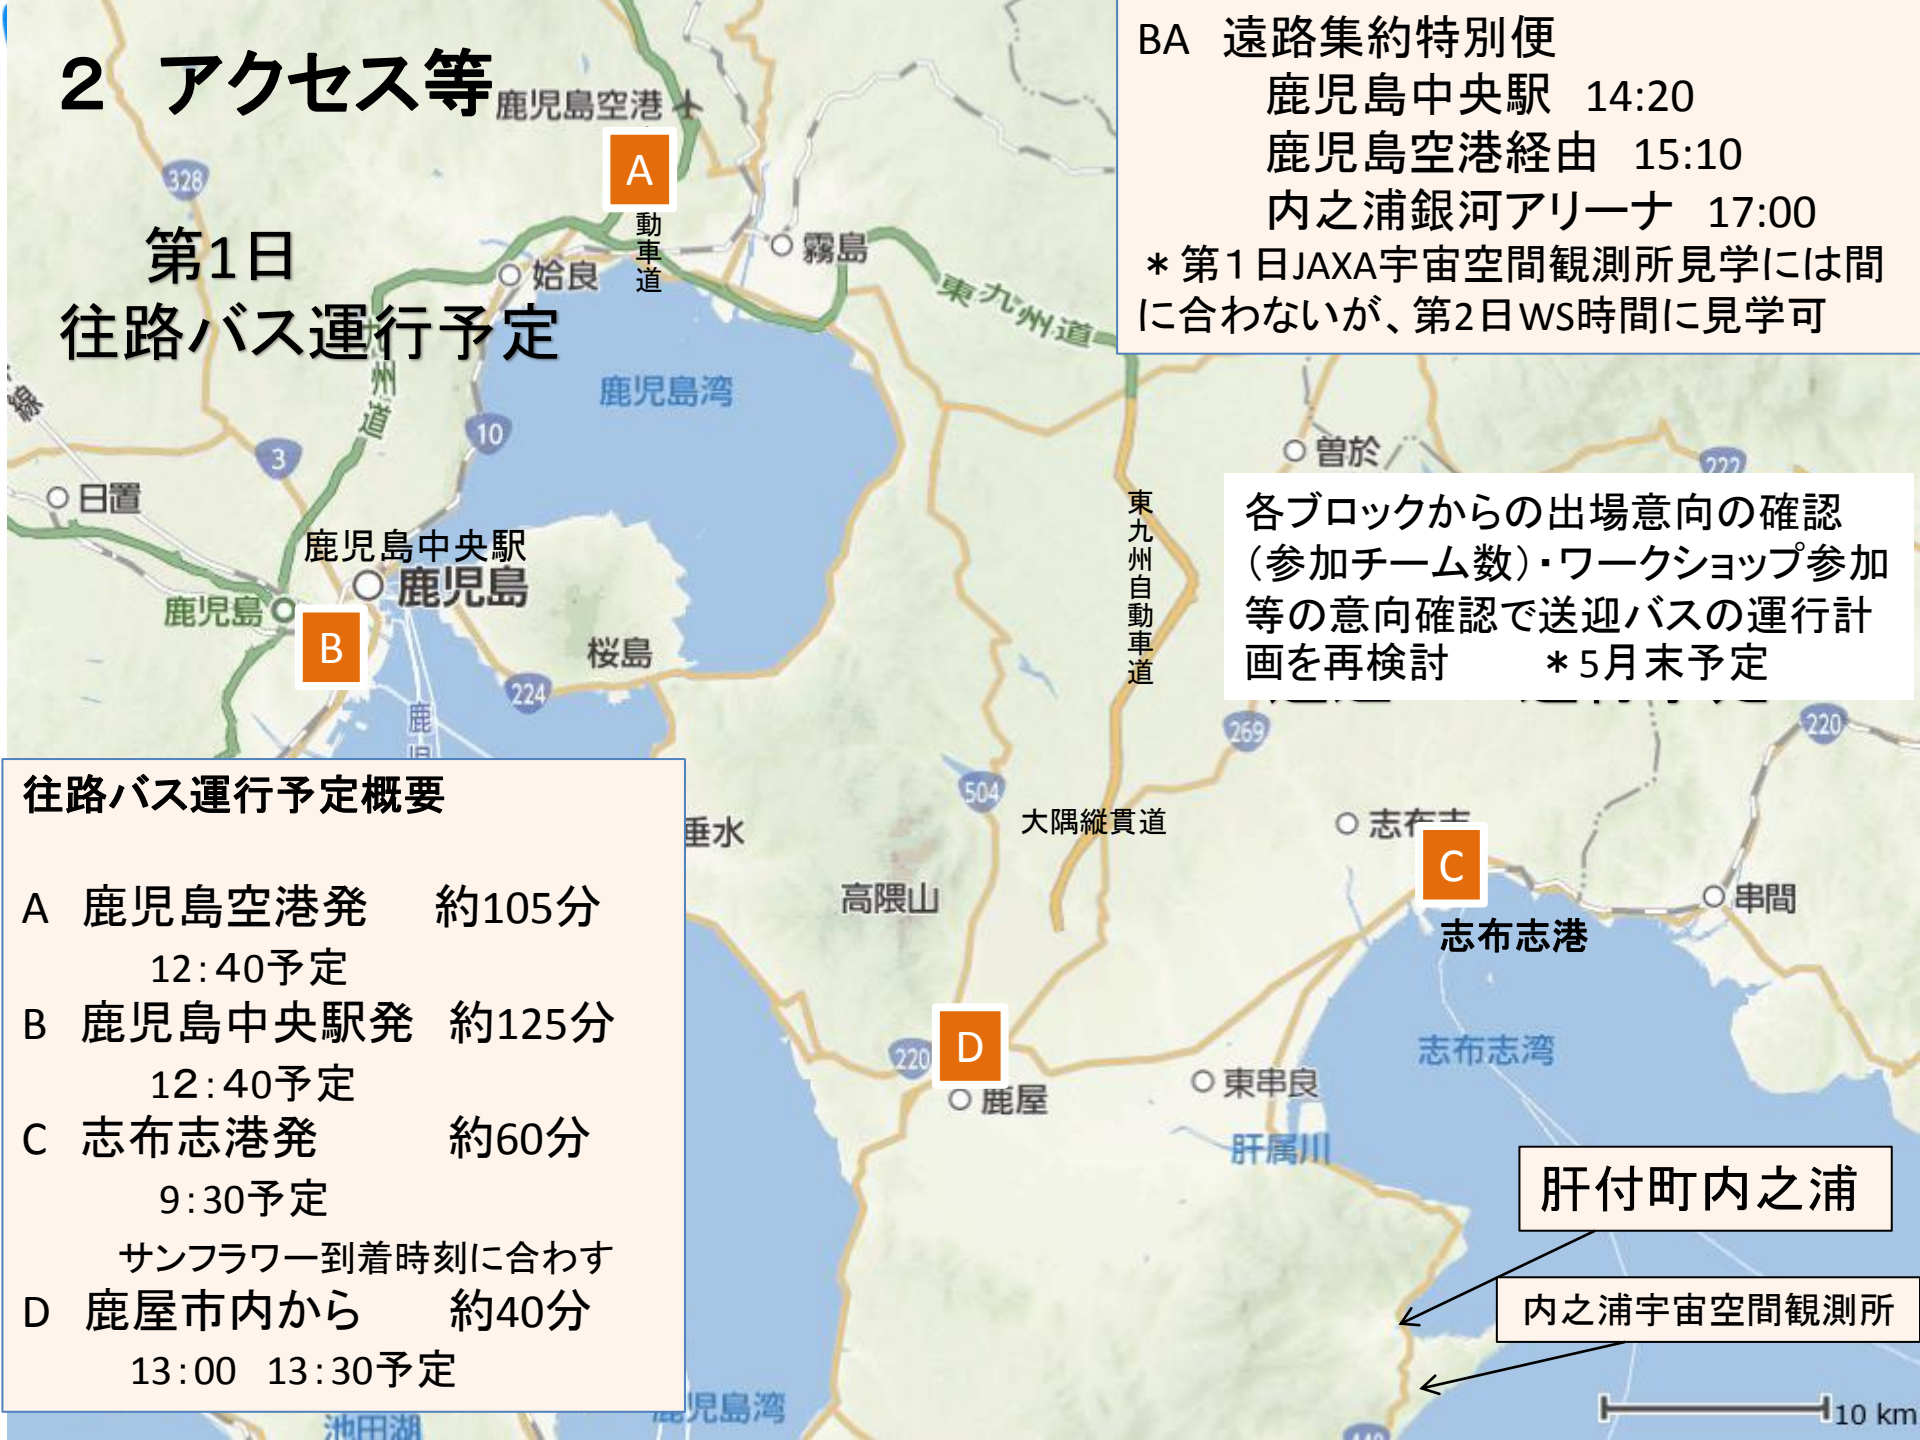 2 アクセス等
第1日
往路バス運行予定
BA 遠路集約特別便
鹿児島中央駅 14:20
鹿児島空港経由 15:10
内之浦銀河アリーナ 17:00
＊第1日JAXA宇宙空間観測所見学には間
に合わないが、第2日WS時間に見学可
鹿児島空港
A
動車道
328
霧島
姶良
東九州道
九州道
鹿児島湾
線
10
3
日置
曽於
222
東九州自動車道
各ブロックからの出場意向の確認
（参加チーム数）・ワークショップ参加
等の意向確認で送迎バスの運行計
画を再検討 ＊5月末予定
鹿児島中央駅
鹿児島
鹿児島
B
桜島
224
269
220
504
大隅縦貫道
垂水
高隈山
C
志布志港
串間
往路バス運行予定概要
A 鹿児島空港発 約105分
12:40予定
B 鹿児島中央駅発 約125分
12:40予定
C 志布志港発 約60分
9:30予定
サンフラワー到着時刻に合わす
D 鹿屋市内から 約40分
13:00 13:30予定
220
D
鹿屋
東串良
志布志湾
肝属川
肝付町内之浦
内之浦宇宙空間観測所
池田湖
鹿児島湾
10 km